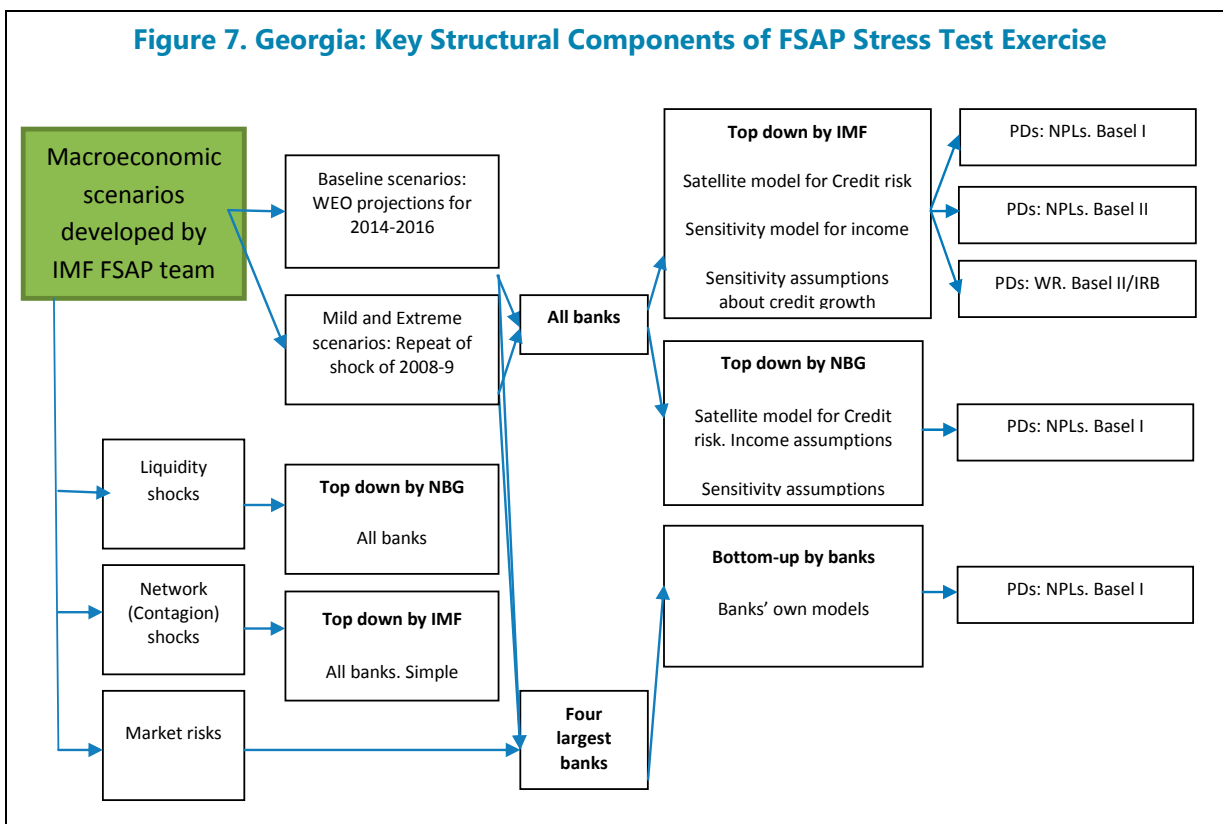 Figure 7. Georgia: Key Structural Components of FSAP Stress Test Exercise
Macroeconomic
scenarios
developed by
IMF FSAP team
Baseline scenarios:
WEO projections for
2014-2016
Mild and Extreme
scenarios: Repeat of
shock of 2008-9
All banks
Top down by IMF
Satellite model for Credit risk
Sensitivity model for income
Sensitivity assumptions
about credit growth
PDs: NPLs. Basel I
PDs: NPLs. Basel II
PDs: WR. Basel II/IRB
Top down by NBG
Satellite model for Credit
risk. Income assumptions
Sensitivity assumptions
PDs: NPLs. Basel I
Liquidity
shocks
Top down by NBG
All banks
Network
(Contagion)
shocks
Top down by IMF
All banks. Simple
Bottom-up by banks
Banks’ own models
PDs: NPLs. Basel I
Market risks
Four
largest
banks